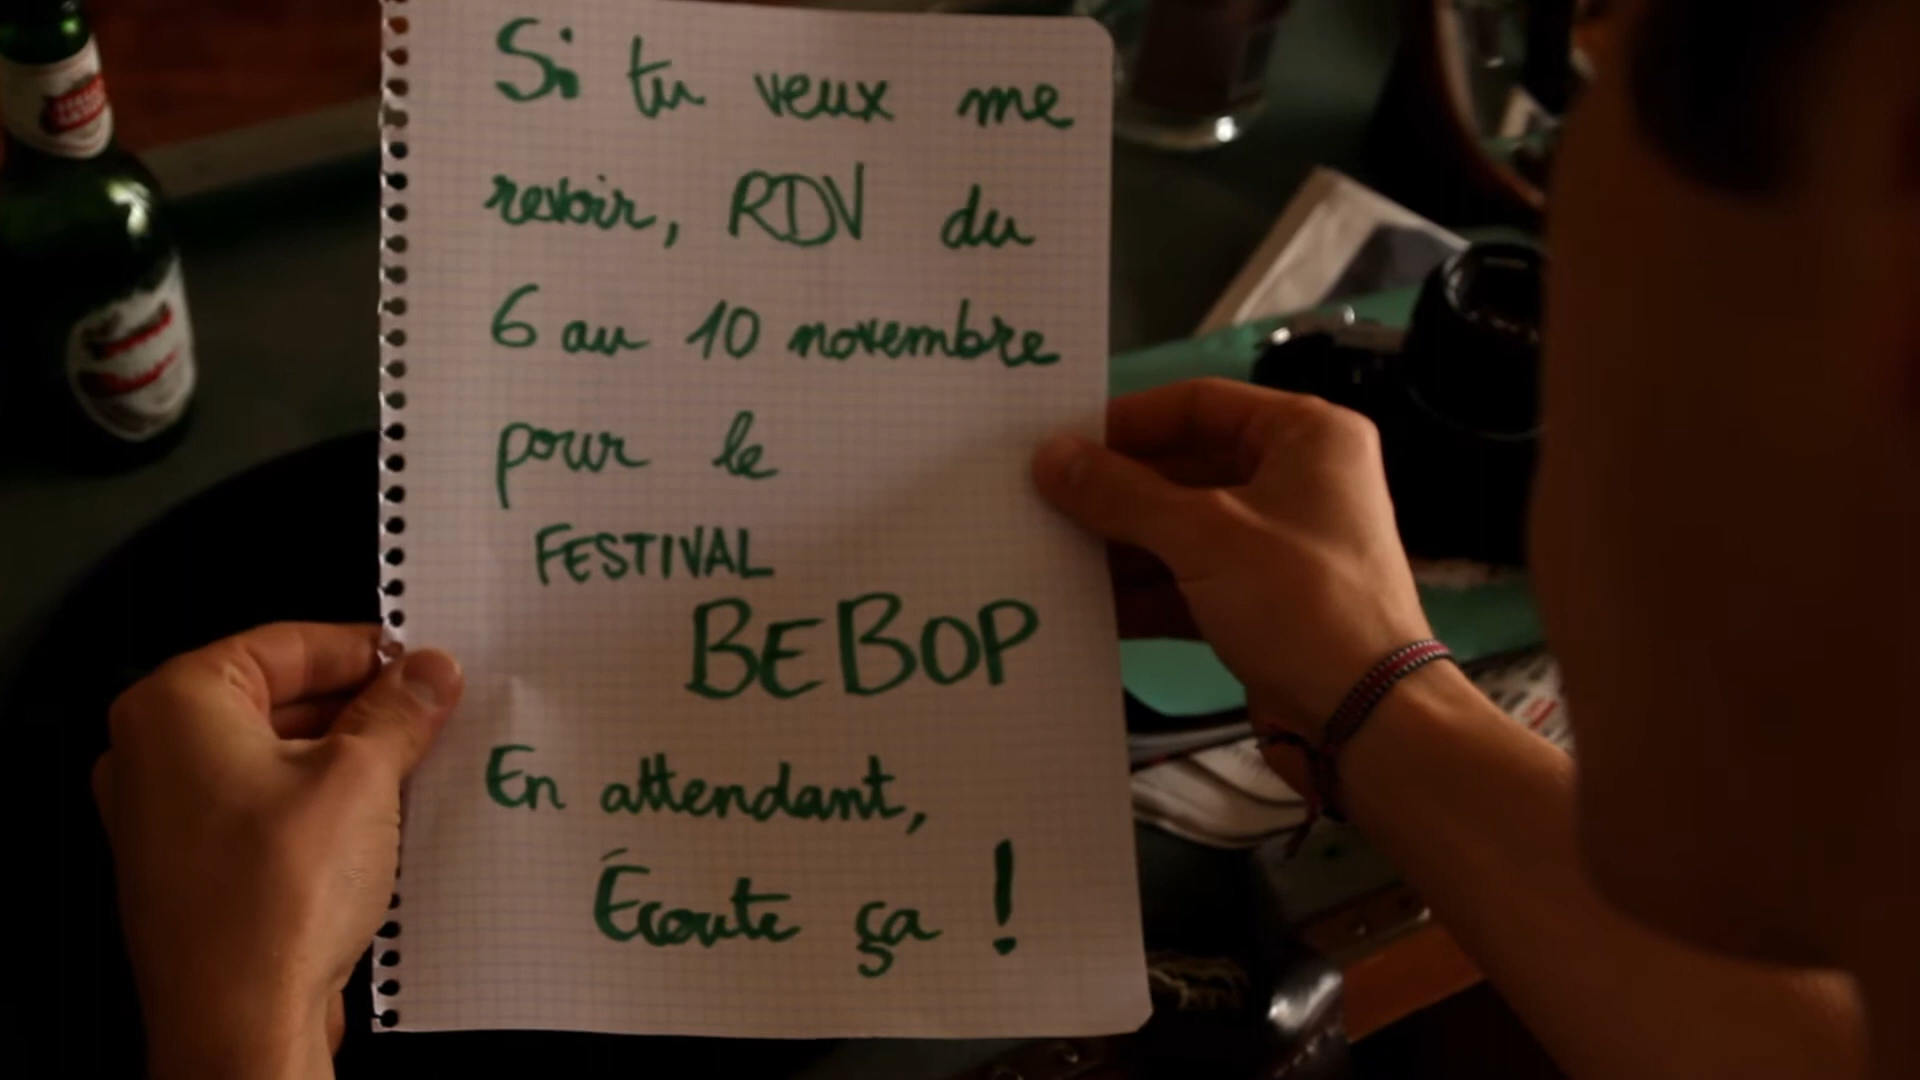 Si tu veux me
revoir, RDV du
6 au 10 novembre
pour le
FESTIVAL
BEBOP
En attendant,
Écoute ça !